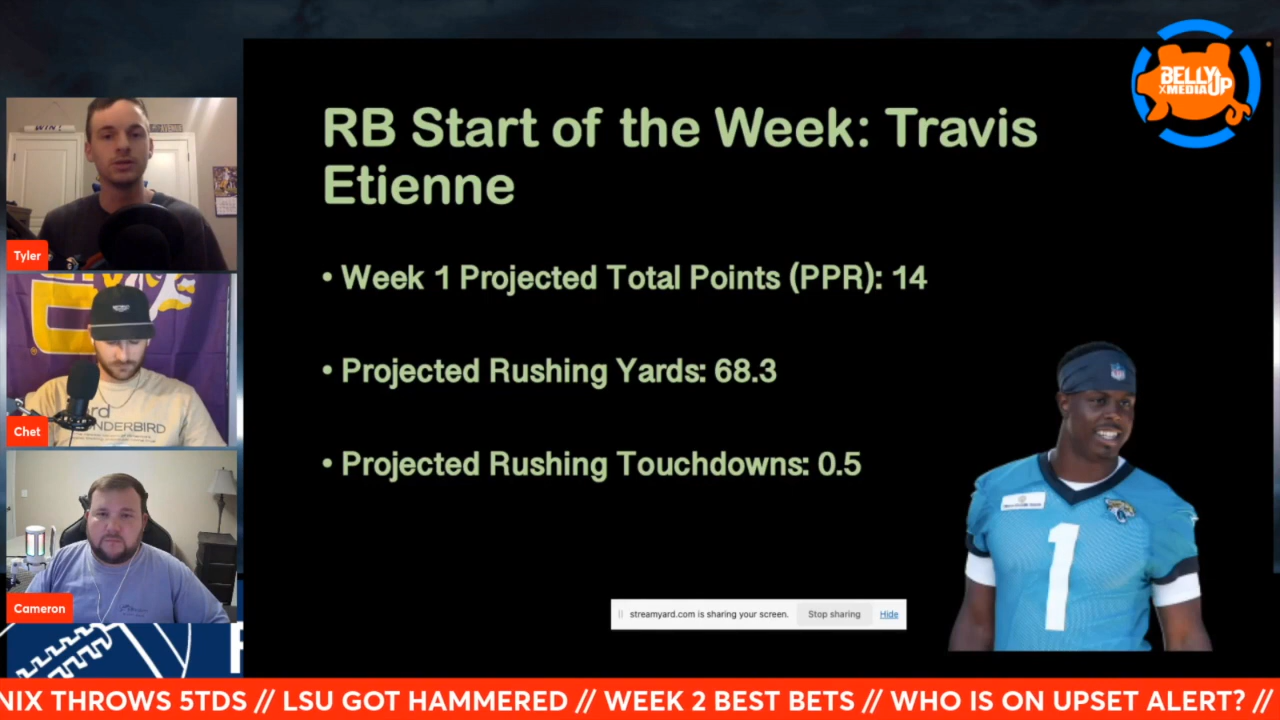 BELLY UP
X MEDIA
RB Start of the Week: Travis
Etienne
• Week 1 Projected Total Points (PPR): 14
• Projected Rushing Yards: 68.3
• Projected Rushing Touchdowns: 0.5
WIN!
Tyler
Chet
Cameron
NFL
1
streamyard.com is sharing your screen.
Stop sharing
Hide
NIX THROWS 5TDS // LSU GOT HAMMERED // WEEK 2 BEST BETS // WHO IS ON UPSET ALERT? //